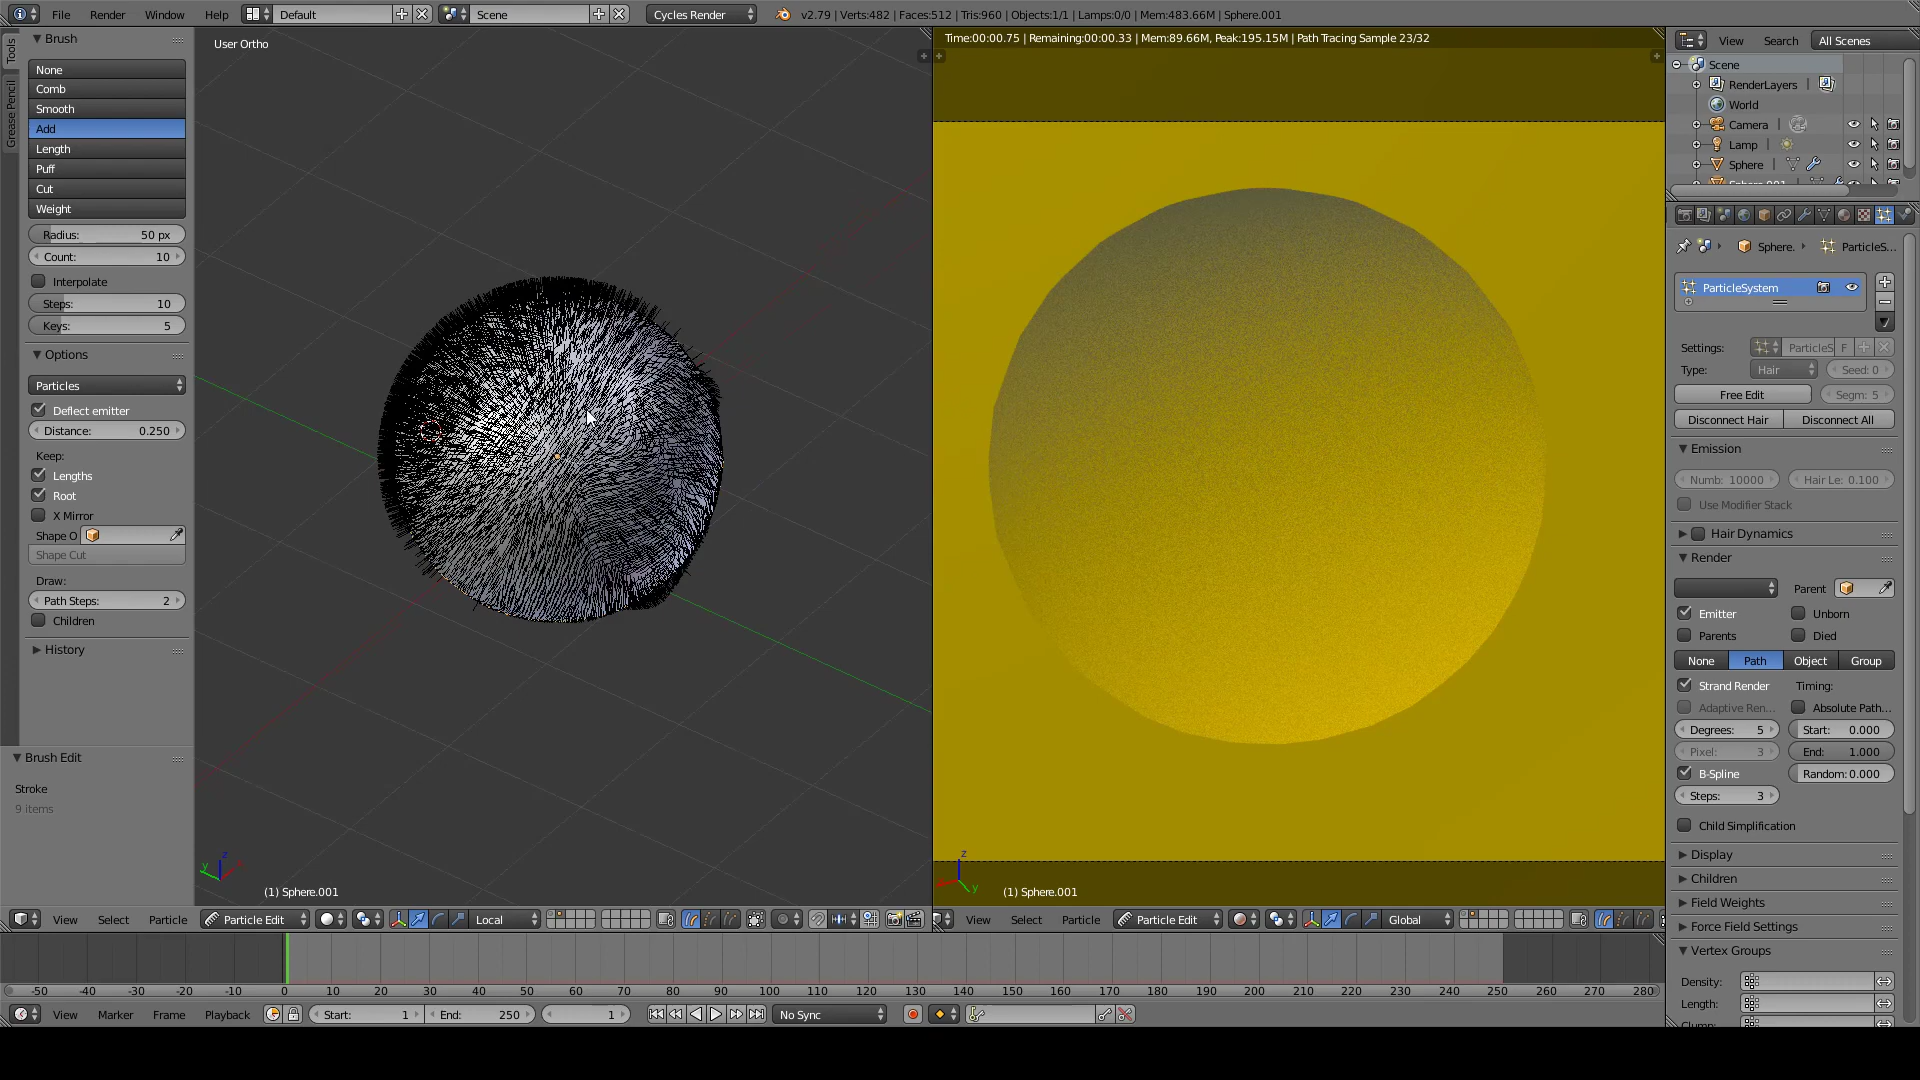 File Render Window Help Default Scene Cycles Render v2.79 | Verts:482 | Faces:512 | Tris:960 | Objects:1/1 | Lamps:0/0 | Mem:483.66M | Sphere.001
Tools
Grease Pencil
Brush
None
Comb
Smooth
Add
Length
Puff
Cut
Weight
Radius: 50 px
Count: 10
Interpolate
Steps: 10
Keys: 5
Options
Particles
Deflect emitter
Distance: 0.250
Keep:
Lengths
Root
X Mirror
Shape O
Shape Cut
Draw:
Path Steps: 2
Children
History
Brush Edit
Stroke
9 items
User Ortho
z
y
(1) Sphere.001
View Select Particle Particle Edit Local
Time:00:00.75 | Remaining:00:00.33 | Mem:89.66M, Peak:195.15M | Path Tracing Sample 23/32
z
y
(1) Sphere.001
View Select Particle Particle Edit Global
View Search All Scenes
Scene
RenderLayers |
World
Camera |
Lamp |
Sphere |
Sphere.001
Sphere. ParticleS...
ParticleSystem
Settings: ParticleS F
Type: Hair Seed: 0
Free Edit Segm: 5
Disconnect Hair Disconnect All
Emission
Numb: 10000 Hair Le: 0.100
Use Modifier Stack
Hair Dynamics
Render
Parent
Emitter Unborn
Parents Died
None Path Object Group
Strand Render Timing:
Adaptive Ren... Absolute Path...
Degrees: 5 Start: 0.000
Pixel: 3 End: 1.000
B-Spline Random: 0.000
Steps: 3
Child Simplification
Display
Children
Field Weights
Force Field Settings
Vertex Groups
Density:
Length:
Clump:
-50 -40 -30 -20 -10 0 10 20 30 40 50 60 70 80 90 100 110 120 130 140 150 160 170 180 190 200 210 220 230 240 250 260 270 280
View Marker Frame Playback Start: 1 End: 250 1 No Sync